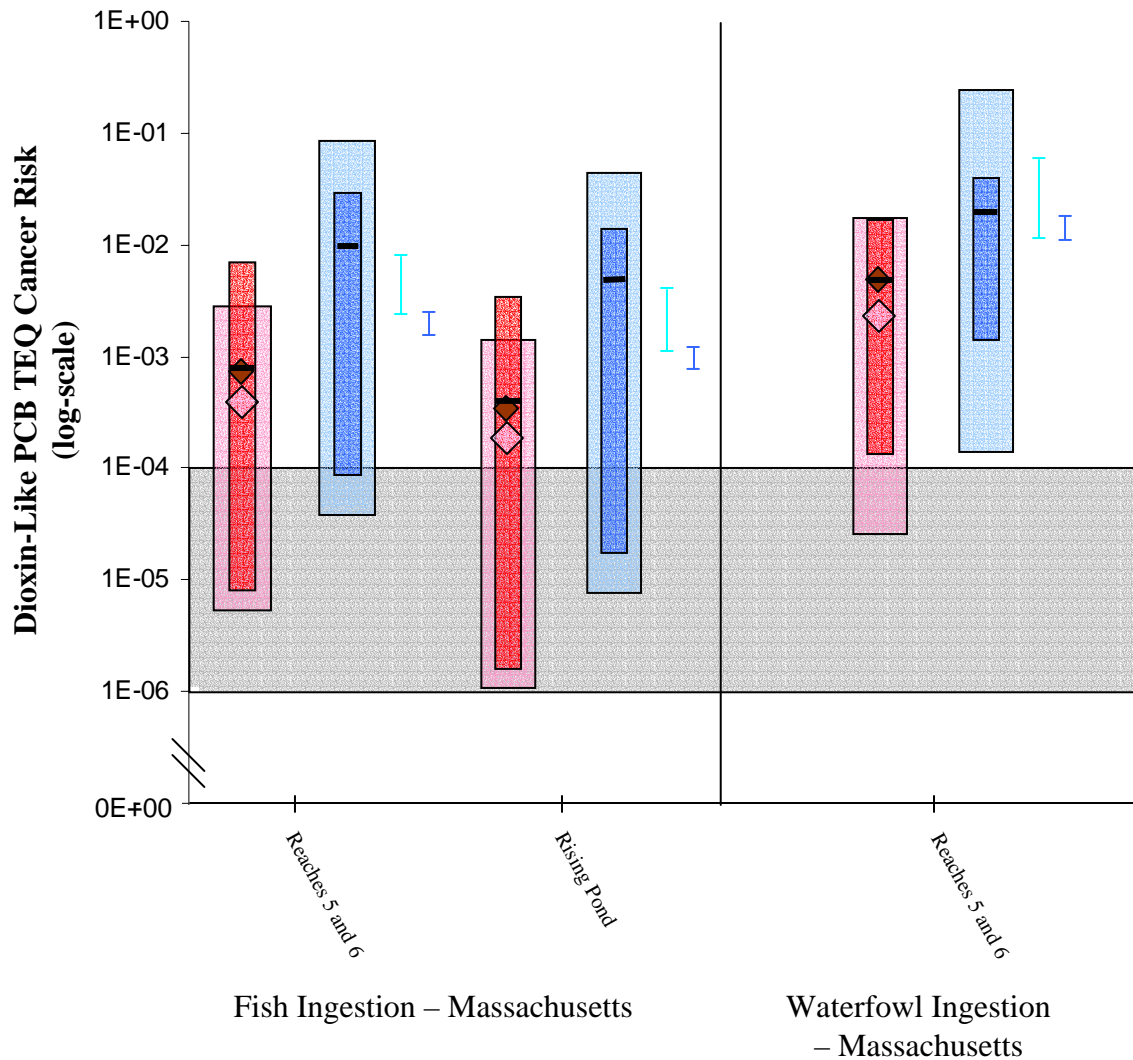 Dioxin-Like PCB TEQ Cancer Risk
(log-scale)
1E+00
1E-01
1E-02
1E-03
1E-04
1E-05
1E-06
0E+00
Reaches 5 and 6
Rising Pond
Reaches 5 and 6
Fish Ingestion – Massachusetts
Waterfowl Ingestion
– Massachusetts